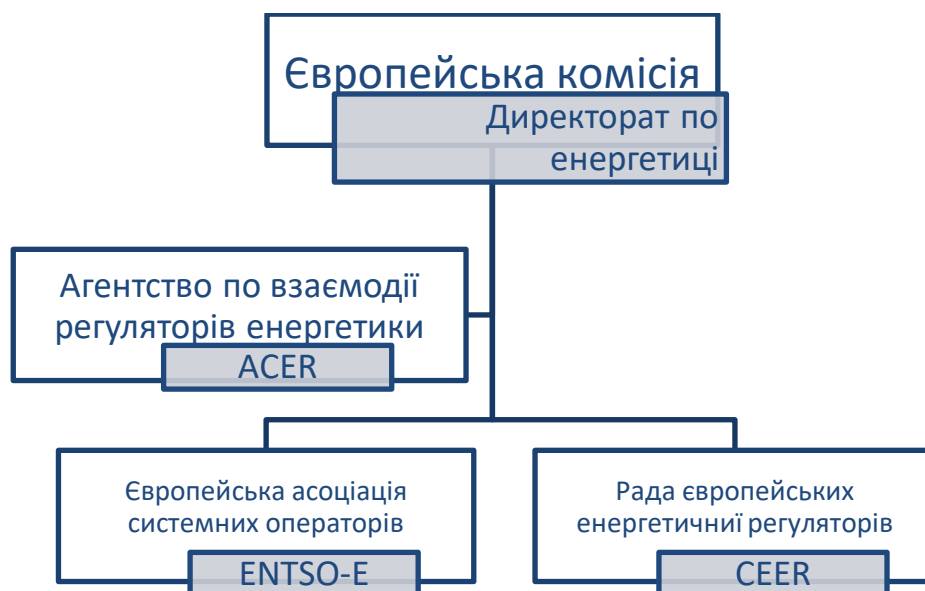 Європейська комісія
Директорат по
енергетиці
Агентство по взаємодії
регуляторів енергетики
ACER
Європейська асоціація
системних операторів
ENTSO-E
Рада європейських
енергетичниї регуляторів
CEER